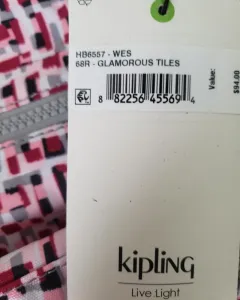 HB6557 - WES
68R - GLAMOROUS TILES
8 82256 45569 4
Value:
$94.00
kipling
Live Light